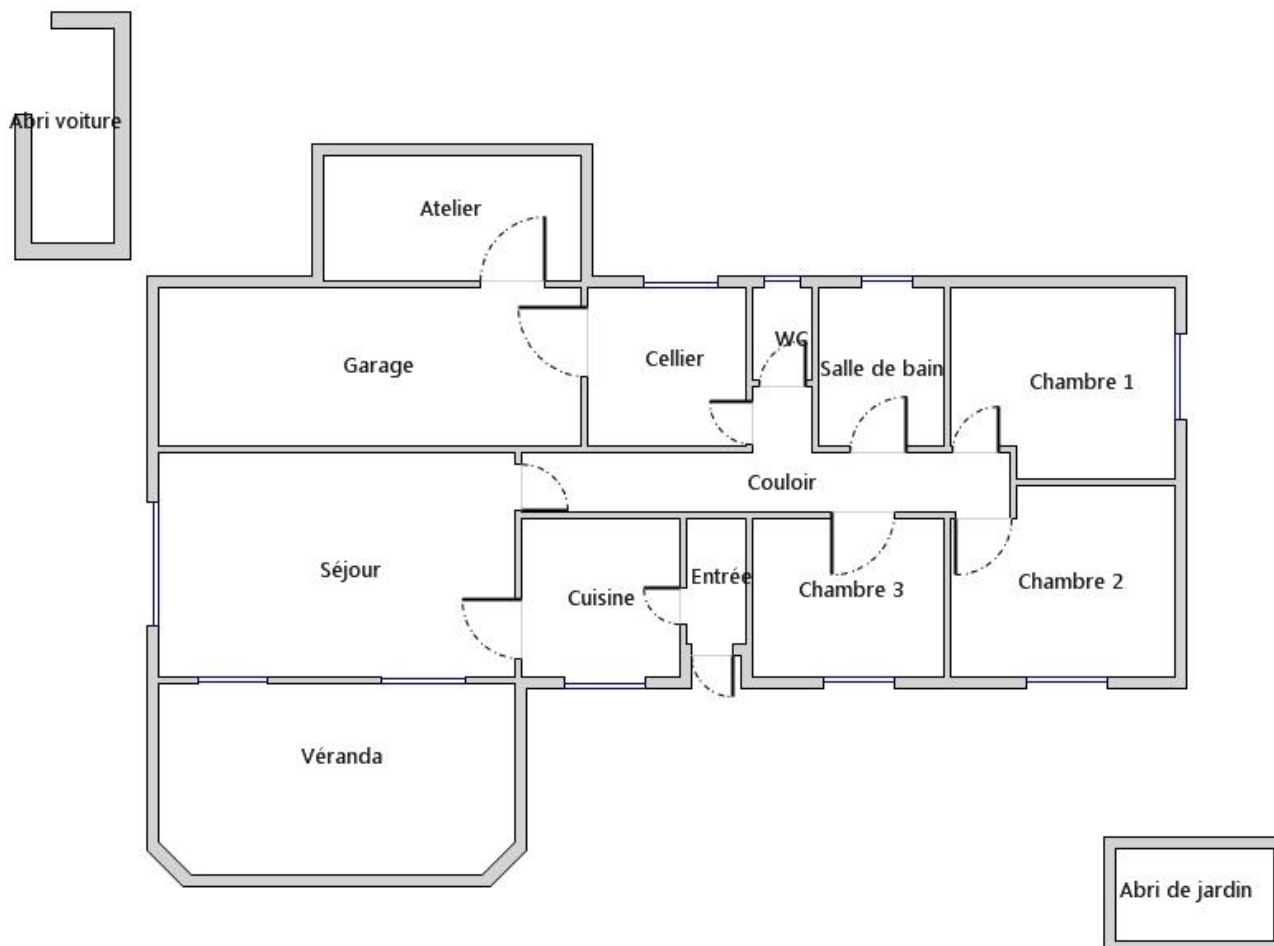 Abri voiture
Atelier
Garage
Cellier
WC
Salle de bain
Chambre 1
Couloir
Séjour
Cuisine
Entrée
Chambre 3
Chambre 2
Véranda
Abri de jardin